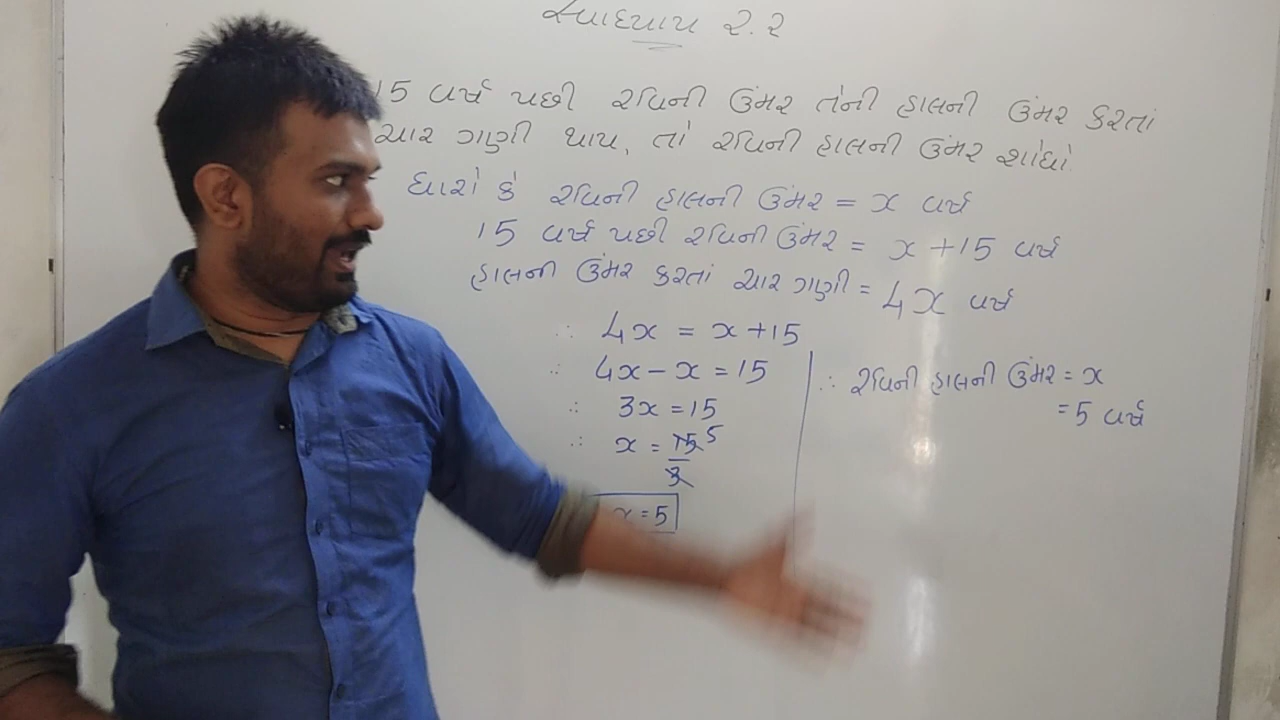 સ્વાધ્યાય ૨.૨
15 વર્ષ પછી રવિની ઉંમર તેની હાલની ઉંમર કરતાં
ચાર ગણી થાય, તો રવિની હાલની ઉંમર શોધો.
ધારો કે રવિની હાલની ઉંમર = x વર્ષ
15 વર્ષ પછી રવિની ઉંમર = x + 15 વર્ષ
હાલની ઉંમર કરતાં ચાર ગણી = 4x વર્ષ
∴ 4x = x + 15
∴ 4x - x = 15
∴ 3x = 15
∴ x = 15/3 5
x = 5
∴ રવિની હાલની ઉંમર = x
= 5 વર્ષ